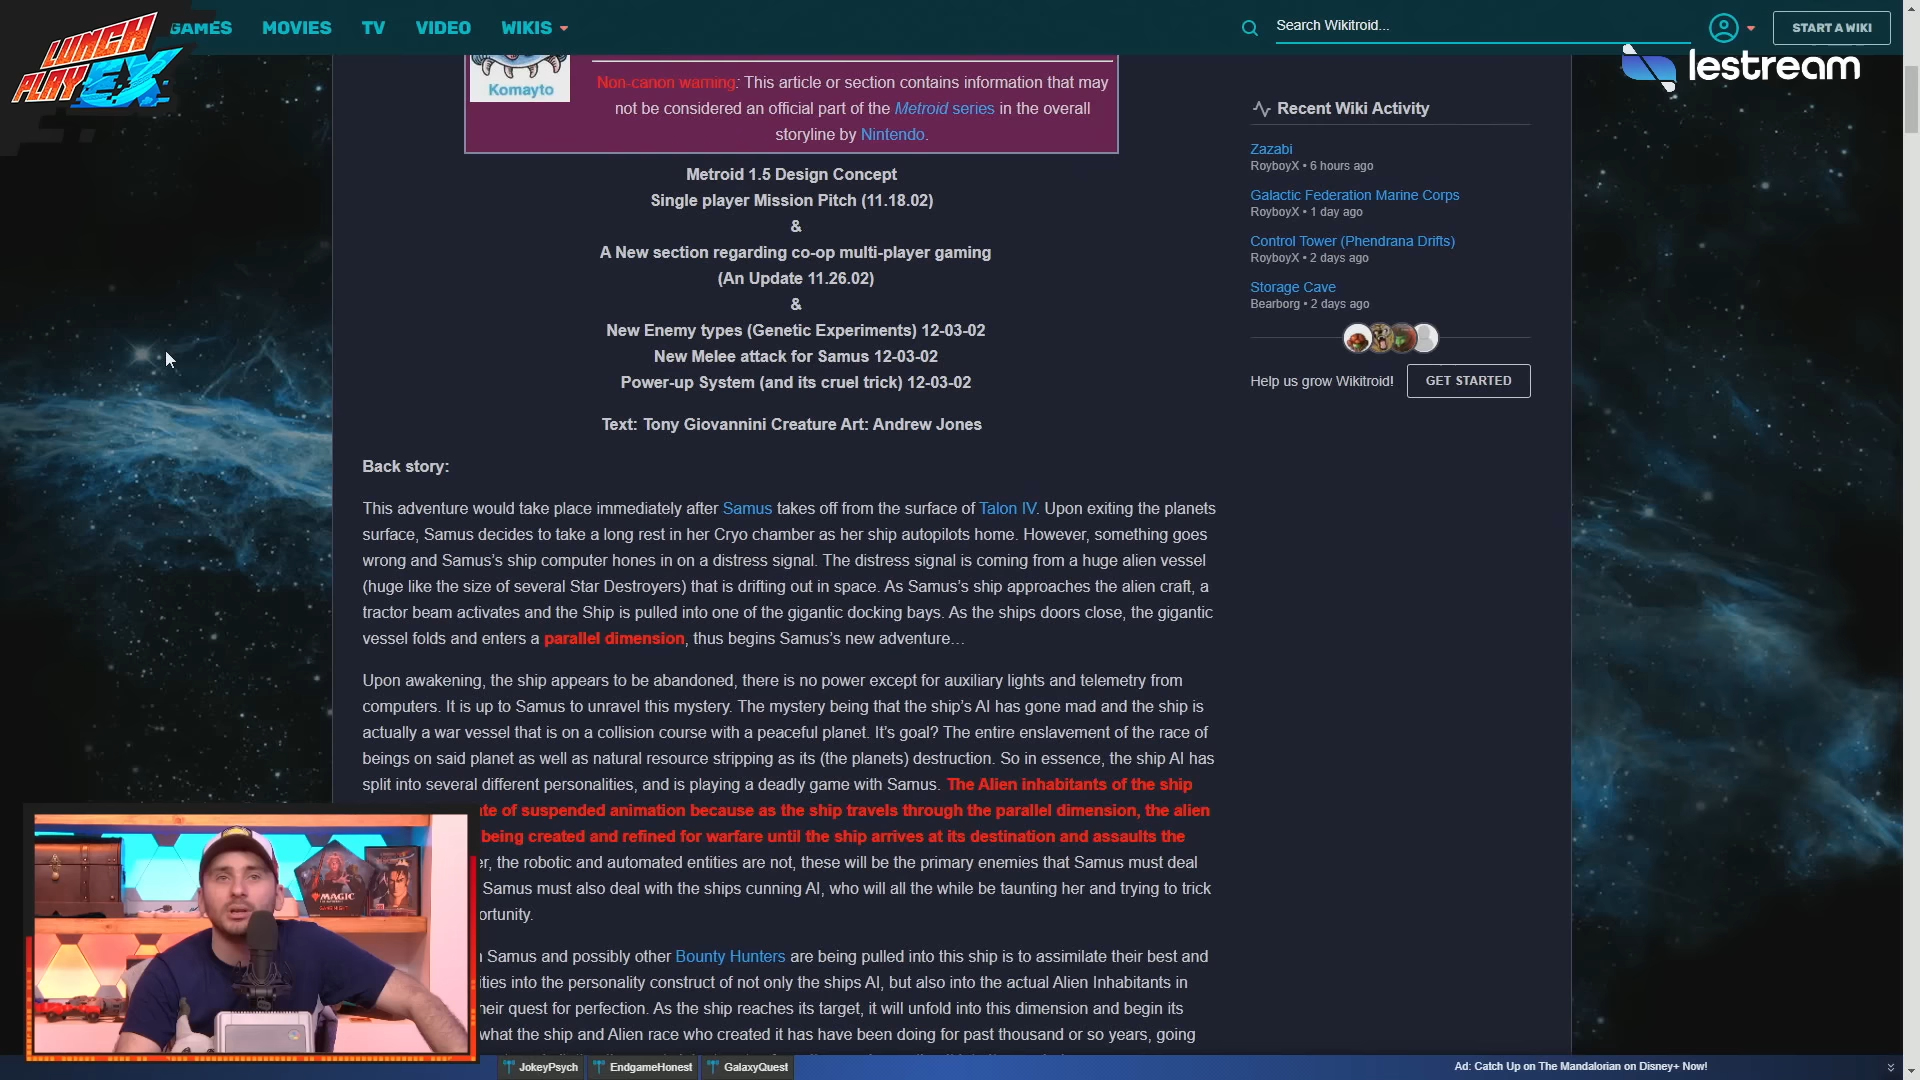 LUNCH
PLAY EX
GAMES
MOVIES
TV
VIDEO
WIKIS
Search Wikitroid...
START A WIKI
lestream
Komayto
Non-canon warning: This article or section contains information that may
not be considered an official part of the Metroid series in the overall
storyline by Nintendo.
Metroid 1.5 Design Concept
Single player Mission Pitch (11.18.02)
&
A New section regarding co-op multi-player gaming
(An Update 11.26.02)
&
New Enemy types (Genetic Experiments) 12-03-02
New Melee attack for Samus 12-03-02
Power-up System (and its cruel trick) 12-03-02
Text: Tony Giovannini Creature Art: Andrew Jones
Back story:
This adventure would take place immediately after Samus takes off from the surface of Talon IV. Upon exiting the planets
surface, Samus decides to take a long rest in her Cryo chamber as her ship autopilots home. However, something goes
wrong and Samus's ship computer hones in on a distress signal. The distress signal is coming from a huge alien vessel
(huge like the size of several Star Destroyers) that is drifting out in space. As Samus's ship approaches the alien craft, a
tractor beam activates and the Ship is pulled into one of the gigantic docking bays. As the ships doors close, the gigantic
vessel folds and enters a parallel dimension, thus begins Samus's new adventure…
Upon awakening, the ship appears to be abandoned, there is no power except for auxiliary lights and telemetry from
computers. It is up to Samus to unravel this mystery. The mystery being that the ship's AI has gone mad and the ship is
actually a war vessel that is on a collision course with a peaceful planet. It's goal? The entire enslavement of the race of
beings on said planet as well as natural resource stripping as its (the planets) destruction. So in essence, the ship AI has
split into several different personalities, and is playing a deadly game with Samus. The Alien inhabitants of the ship
te of suspended animation because as the ship travels through the parallel dimension, the alien
being created and refined for warfare until the ship arrives at its destination and assaults the
er, the robotic and automated entities are not, these will be the primary enemies that Samus must deal
Samus must also deal with the ships cunning AI, who will all the while be taunting her and trying to trick
ortunity.
Samus and possibly other Bounty Hunters are being pulled into this ship is to assimilate their best and
ities into the personality construct of not only the ships AI, but also into the actual Alien Inhabitants in
heir quest for perfection. As the ship reaches its target, it will unfold into this dimension and begin its
what the ship and Alien race who created it has have been doing for past thousand or so years, going
Recent Wiki Activity
Zazabi
RoyboyX • 6 hours ago
Galactic Federation Marine Corps
RoyboyX • 1 day ago
Control Tower (Phendrana Drifts)
RoyboyX • 2 days ago
Storage Cave
Bearborg • 2 days ago
Help us grow Wikitroid!
GET STARTED
MAGIC
JokeyPsych
EndgameHonest
GalaxyQuest
Ad: Catch Up on The Mandalorian on Disney+ Now!